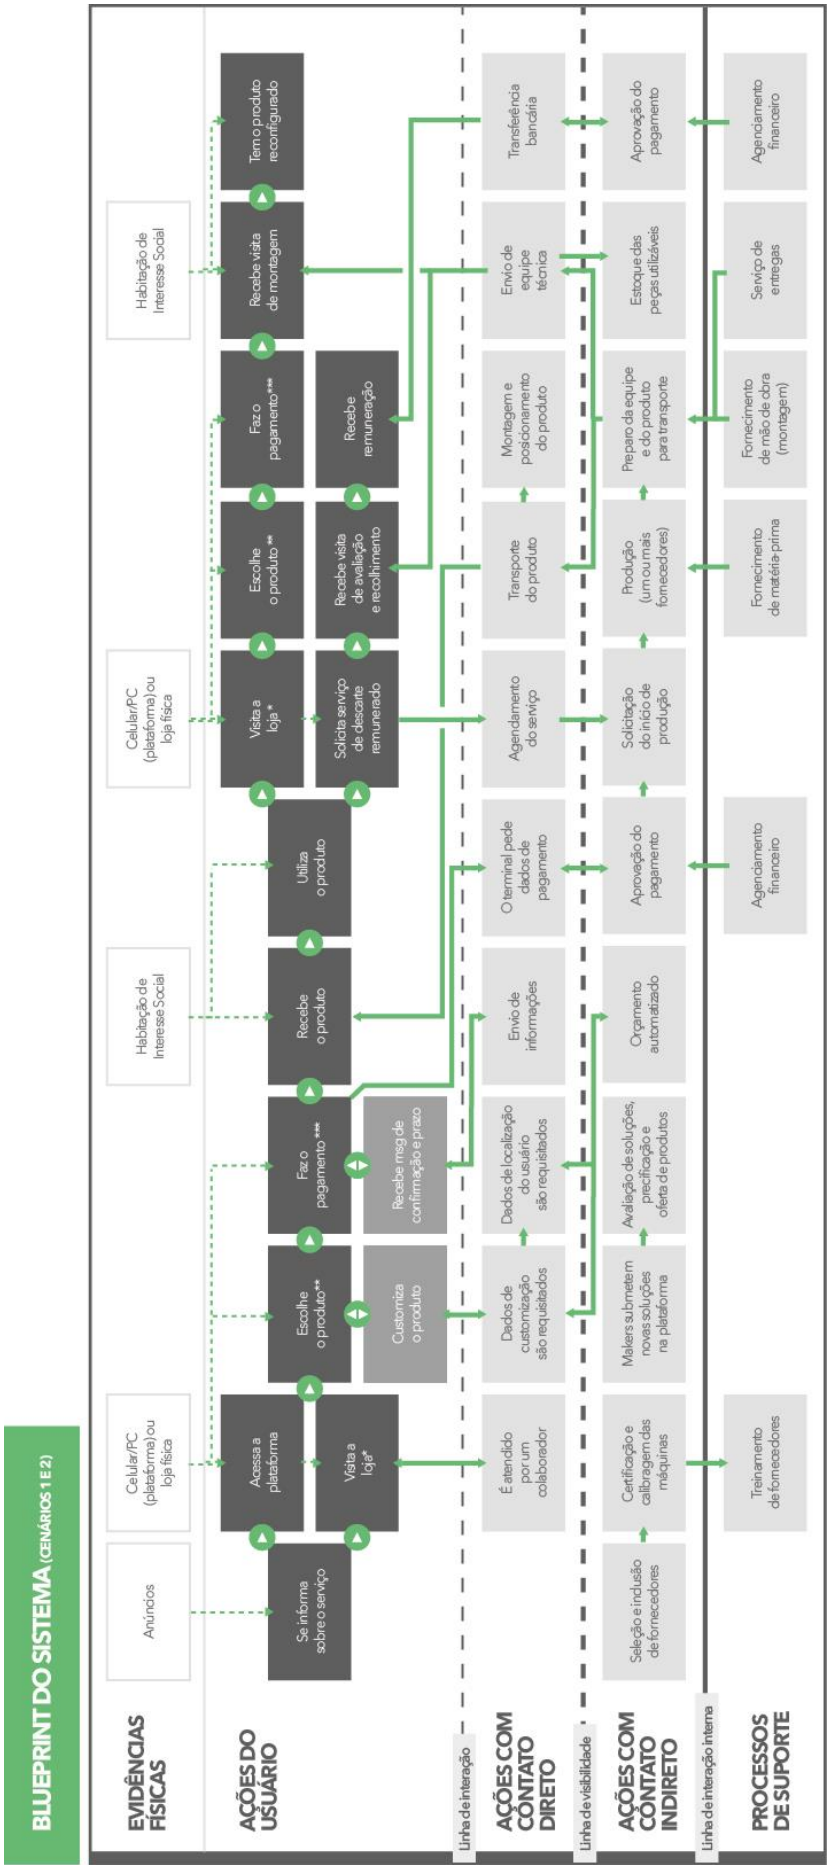 BLUEPRINT DO SISTEMA (CENÁRIOS 1 E 2)
EVIDÊNCIAS
FÍSICAS
Anúncios
Celular/PC
(plataforma) ou
loja física
Habitação de
Interesse Social
Celular/PC
(plataforma) ou
loja física
Habitação de
Interesse Social
AÇÕES DO
USUÁRIO
Se informa
sobre o serviço
Acessa a
plataforma
Visita a
loja*
Escolhe
o produto**
Customiza
o produto
Faz o
pagamento ***
Recebe msg de
confirmação e prazo
Recebe
o produto
Utiliza
o produto
Visita a
loja *
Solicita serviço
de descarte
remunerado
Escolhe
o produto **
Recebe visita
de avaliação
e recolhimento
Faz o
pagamento***
Recebe
remuneração
Recebe visita
de montagem
Tem o produto
reconfigurado
Linha de interação
AÇÕES COM
CONTATO
DIRETO
É atendido
por um
colaborador
Dados de
customização
são requisitados
Dados de localização
do usuário
são requisitados
Envio de
informações
O terminal pede
dados de
pagamento
Agendamento
do serviço
Transporte
do produto
Montagem e
posicionamento
do produto
Envio de
equipe
técnica
Transferência
bancária
Linha de visibilidade
AÇÕES COM
CONTATO
INDIRETO
Seleção e inclusão
de fornecedores
Certificação e
calibragem das
máquinas
Makers submetem
novas soluções
na plataforma
Avaliação de soluções,
precificação e
oferta de produtos
Orçamento
automatizado
Aprovação do
pagamento
Solicitação
do início de
produção
Produção
(um ou mais
fornecedores)
Preparo da equipe
e do produto
para transporte
Estoque das
peças utilizáveis
Aprovação do
pagamento
Linha de interação interna
PROCESSOS
DE SUPORTE
Treinamento
de fornecedores
Agenciamento
financeiro
Fornecimento
de matéria-prima
Fornecimento
de mão de obra
(montagem)
Serviço de
entregas
Agenciamento
financeiro